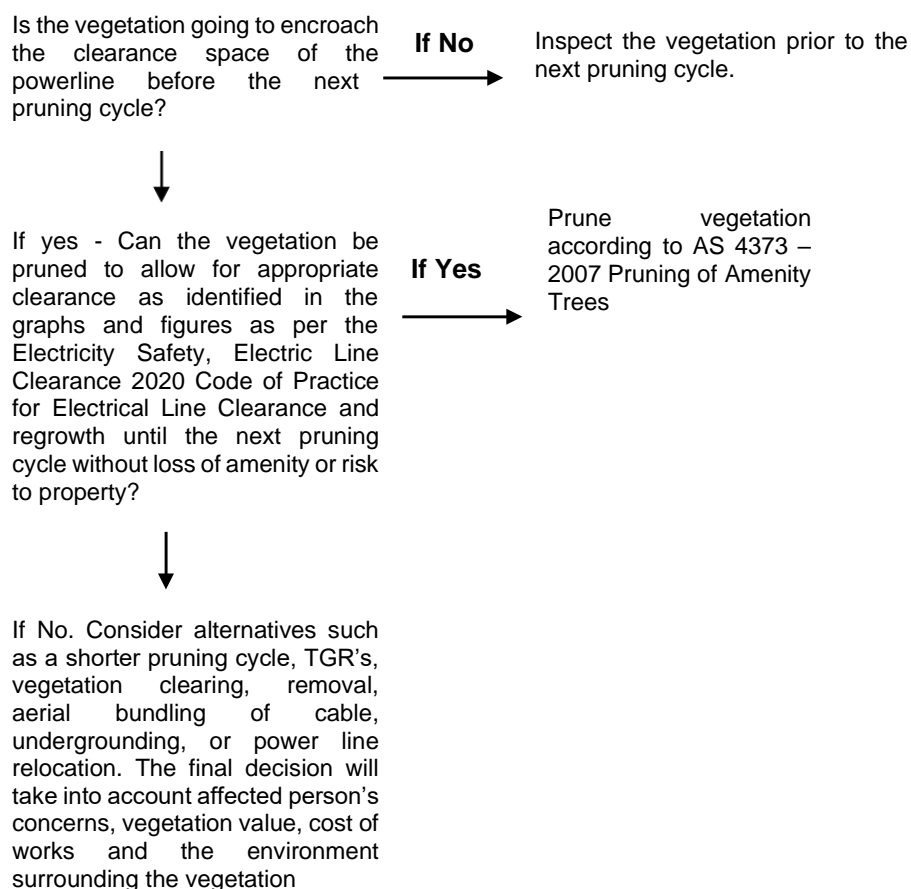 Is the vegetation going to encroach
the clearance space of the
powerline before the next
pruning cycle?
If No
Inspect the vegetation prior to the
next pruning cycle.
If yes - Can the vegetation be
pruned to allow for appropriate
clearance as identified in the
graphs and figures as per the
Electricity Safety, Electric Line
Clearance 2020 Code of Practice
for Electrical Line Clearance and
regrowth until the next pruning
cycle without loss of amenity or risk
to property?
If Yes
Prune vegetation
according to AS 4373 –
2007 Pruning of Amenity
Trees
If No. Consider alternatives such
as a shorter pruning cycle, TGR’s,
vegetation clearing, removal,
aerial bundling of cable,
undergrounding, or power line
relocation. The final decision will
take into account affected person’s
concerns, vegetation value, cost of
works and the environment
surrounding the vegetation